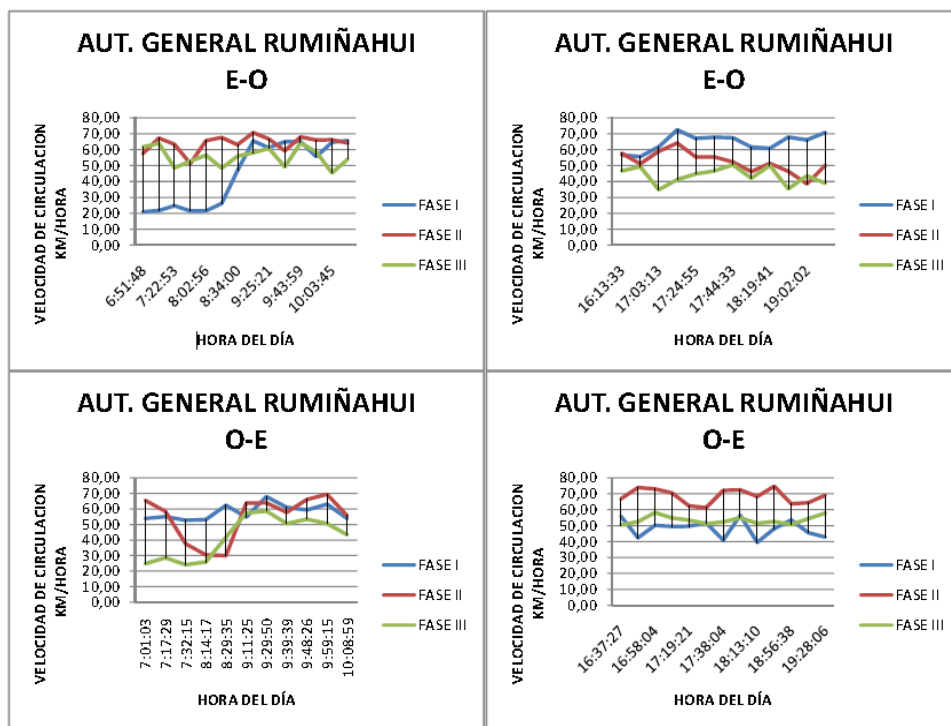 AUT. GENERAL RUMIÑAHUI
E-O
VELOCIDAD DE CIRCULACION
KM/HORA
80,00
70,00
60,00
50,00
40,00
30,00
20,00
10,00
0,00
6:51:48
7:22:53
8:02:56
8:34:00
9:25:21
9:43:59
10:03:45
HORA DEL DÍA
FASE I
FASE II
FASE III
AUT. GENERAL RUMIÑAHUI
E-O
VELOCIDAD DE CIRCULACION
KM/HORA
80,00
70,00
60,00
50,00
40,00
30,00
20,00
10,00
0,00
16:13:33
17:03:13
17:24:55
17:44:33
18:19:41
19:02:02
HORA DEL DÍA
FASE I
FASE II
FASE III
AUT. GENERAL RUMIÑAHUI
O-E
VELOCIDAD DE CIRCULACION
KM/HORA
80,00
70,00
60,00
50,00
40,00
30,00
20,00
10,00
0,00
7:01:03
7:17:29
7:32:15
8:14:17
8:29:35
9:11:25
9:29:50
9:39:39
9:48:26
9:59:15
10:08:59
HORA DEL DÍA
FASE I
FASE II
FASE III
AUT. GENERAL RUMIÑAHUI
O-E
VELOCIDAD DE CIRCULACION
KM/HORA
80,00
70,00
60,00
50,00
40,00
30,00
20,00
10,00
0,00
16:37:27
16:58:04
17:19:21
17:38:04
18:13:10
18:56:38
19:28:06
HORA DEL DÍA
FASE I
FASE II
FASE III